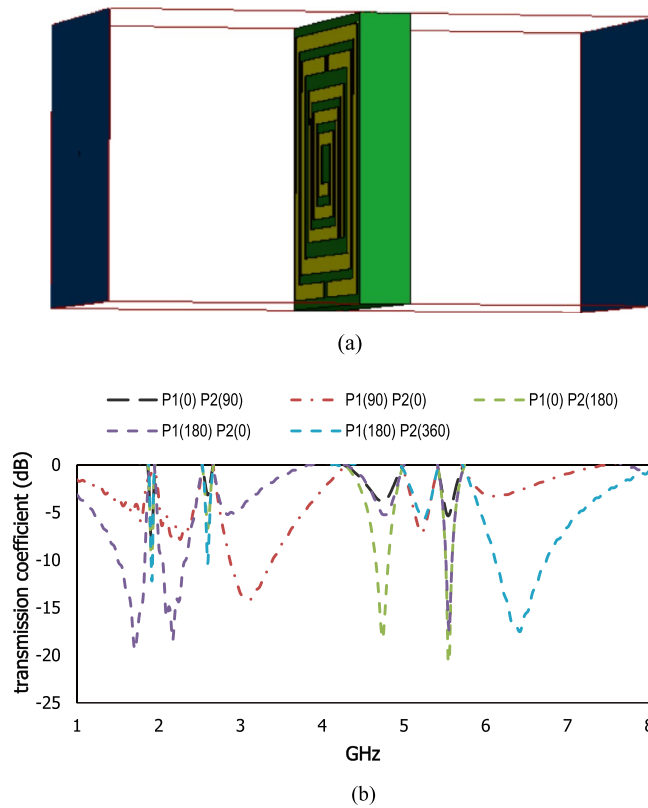 (a)
P1(0) P2(90) P1(90) P2(0) P1(0) P2(180)
P1(180) P2(0) P1(180) P2(360)
transmission coefficient (dB)
0
-5
-10
-15
-20
-25
1 2 3 4 5 6 7 8
GHz
(b)